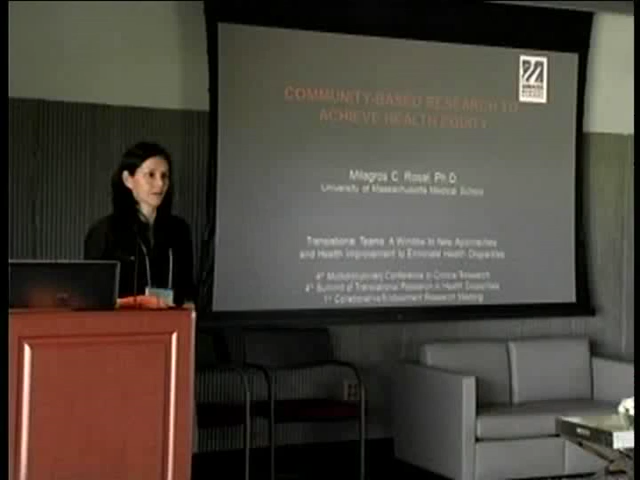 COMMUNITY-BASED RESEARCH TO
ACHIEVE HEALTH EQUITY
Milagros C. Rosal, Ph.D.
University of Massachusetts Medical School
Translational Teams: A Window to New Approaches
and Health Improvement to Eliminate Health Disparities
4th Multidisciplinary Conference in Clinical Research
4th Summit of Translational Research in Health Disparities
1st Collaborative Endowment Research Meeting